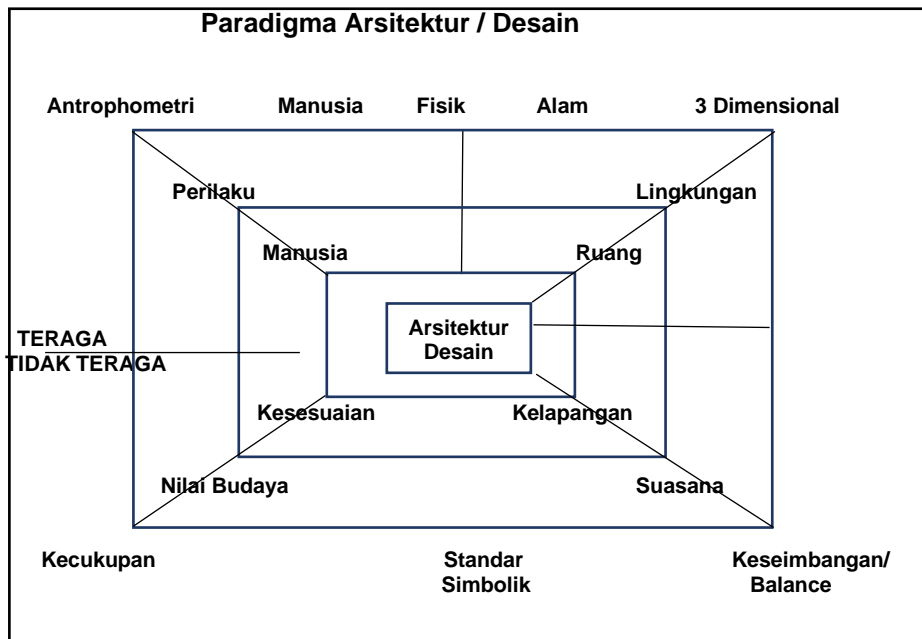 Paradigma Arsitektur / Desain
Antrophometri Manusia Fisik Alam 3 Dimensional
Perilaku Lingkungan
Manusia Ruang
TERAGA
TIDAK TERAGA
Arsitektur
Desain
Kesesuaian Kelapangan
Nilai Budaya Suasana
Kecukupan Standar Keseimbangan/
Simbolik Balance